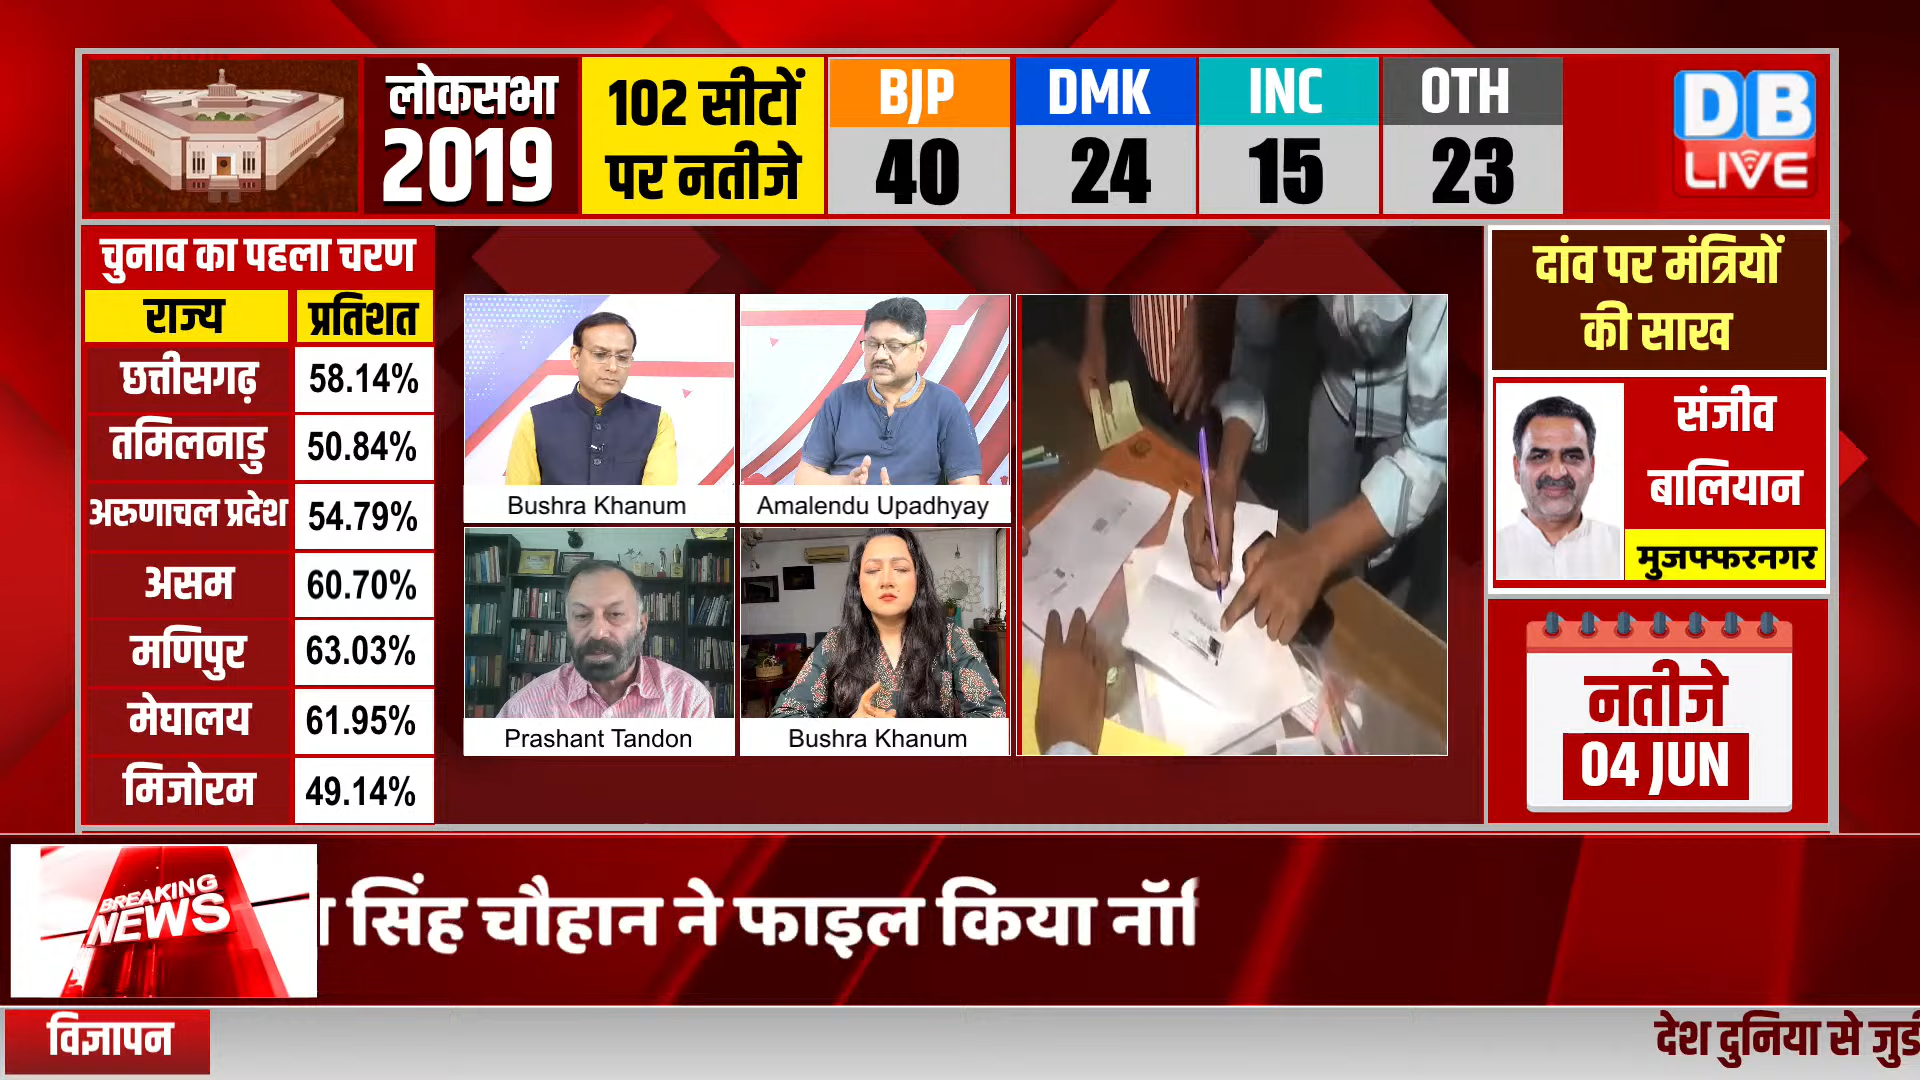 लोकसभा
2019
102 सीटों
पर नतीजे
BJP
40
DMK
24
INC
15
OTH
23
DB
LIVE
चुनाव का पहला चरण
राज्य प्रतिशत
छत्तीसगढ़ 58.14%
तमिलनाडु 50.84%
अरुणाचल प्रदेश 54.79%
असम 60.70%
मणिपुर 63.03%
मेघालय 61.95%
मिजोरम 49.14%
Bushra Khanum
Amalendu Upadhyay
Prashant Tandon
Bushra Khanum
दांव पर मंत्रियों
की साख
संजीव
बालियान
मुजफ्फरनगर
नतीजे
04 JUN
BREAKING
NEWS
सिंह चौहान ने फाइल किया
विज्ञापन
देश दुनिया से